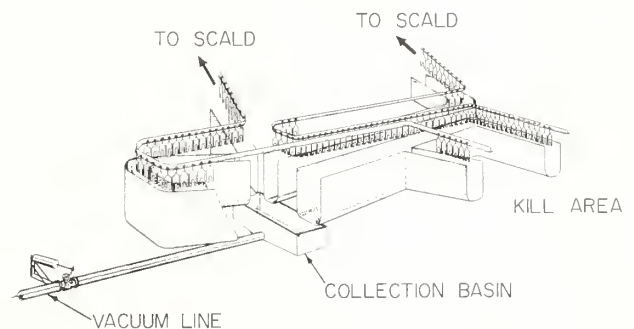 TO SCALD
TO SCALD
KILL AREA
COLLECTION BASIN
VACUUM LINE